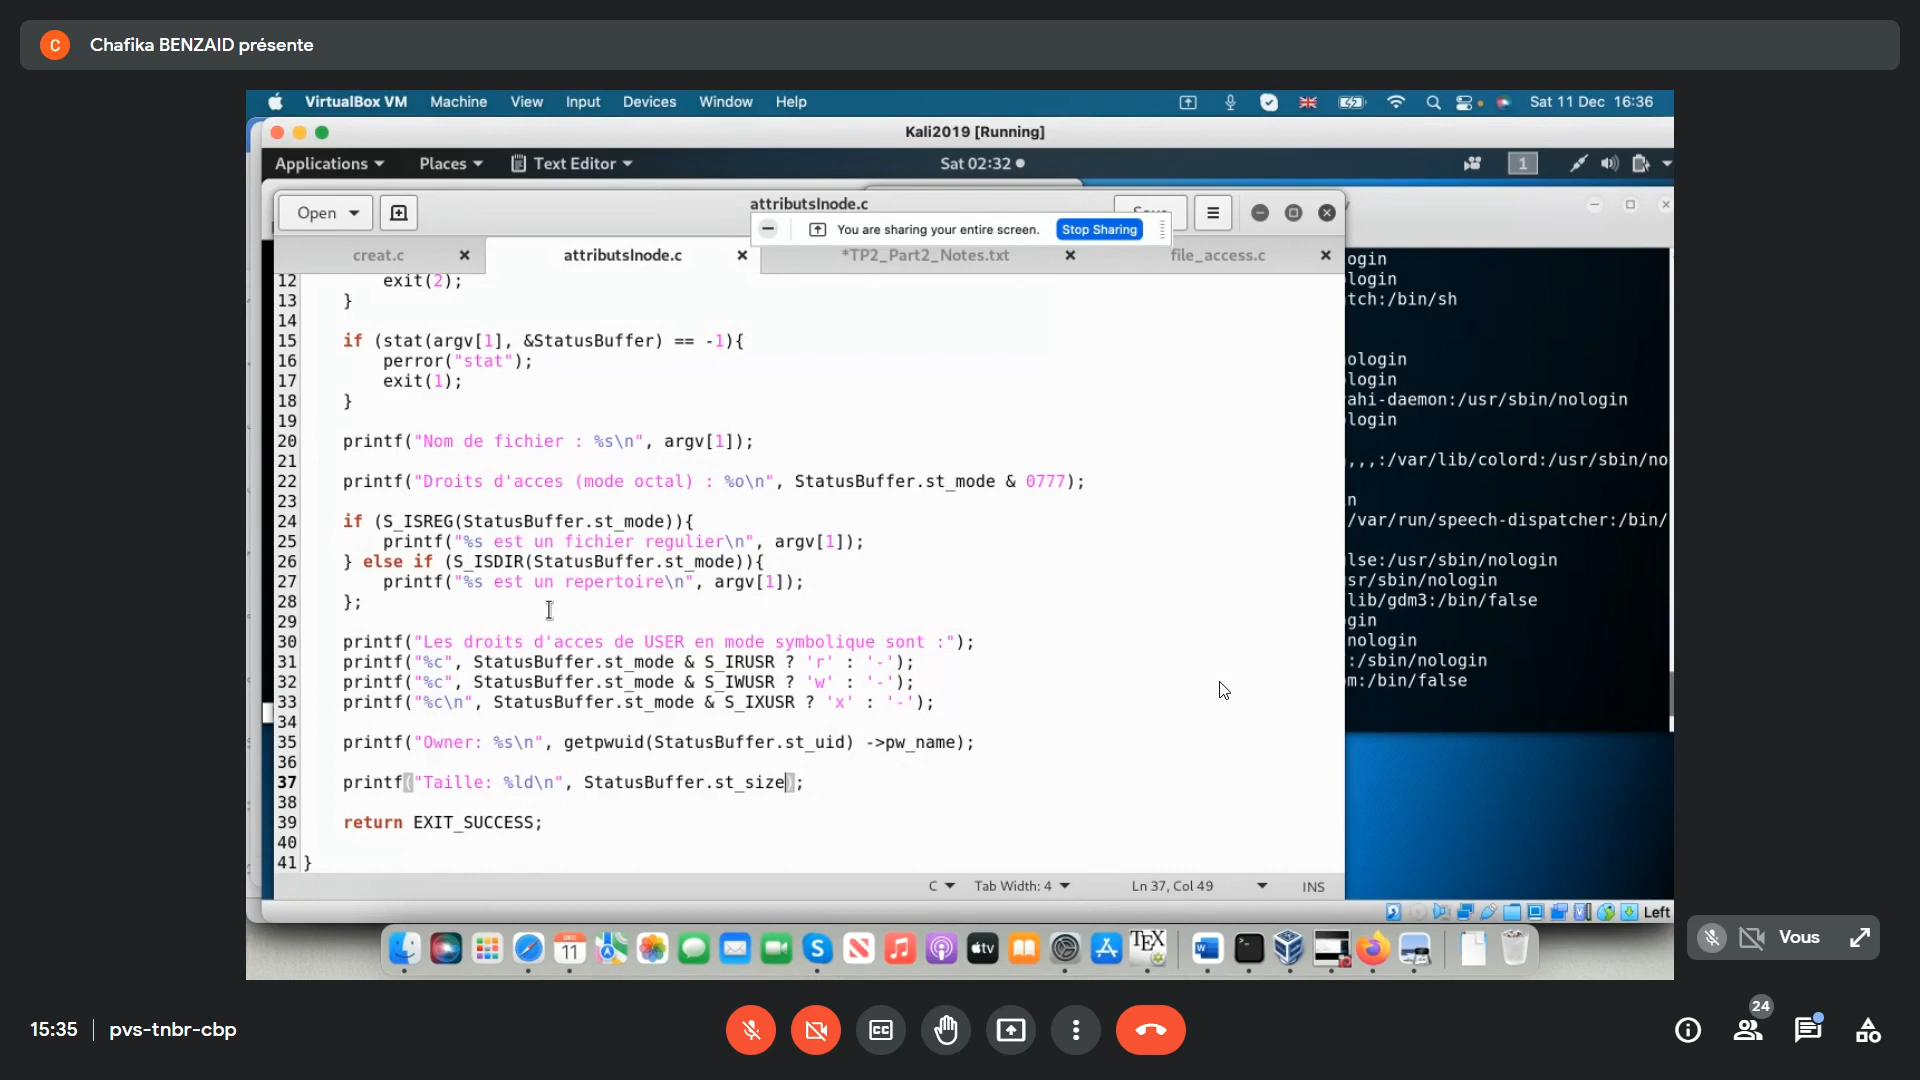 C Chafika BENZAID présente
VirtualBox VM Machine View Input Devices Window Help Sat 11 Dec 16:36
Kali2019 [Running]
Applications Places Text Editor Sat 02:32 1
Open attributsInode.c
You are sharing your entire screen. Stop Sharing
creat.c attributsInode.c *TP2_Part2_Notes.txt file_access.c
12 exit(2);
13 }
14
15 if (stat(argv[1], &StatusBuffer) == -1){
16 perror("stat");
17 exit(1);
18 }
19
20 printf("Nom de fichier : %s\n", argv[1]);
21
22 printf("Droits d'acces (mode octal) : %o\n", StatusBuffer.st_mode & 0777);
23
24 if (S_ISREG(StatusBuffer.st_mode)){
25 printf("%s est un fichier regulier\n", argv[1]);
26 } else if (S_ISDIR(StatusBuffer.st_mode)){
27 printf("%s est un repertoire\n", argv[1]);
28 };
29
30 printf("Les droits d'acces de USER en mode symbolique sont :");
31 printf("%c", StatusBuffer.st_mode & S_IRUSR ? 'r' : '-');
32 printf("%c", StatusBuffer.st_mode & S_IWUSR ? 'w' : '-');
33 printf("%c\n", StatusBuffer.st_mode & S_IXUSR ? 'x' : '-');
34
35 printf("Owner: %s\n", getpwuid(StatusBuffer.st_uid) ->pw_name);
36
37 printf("Taille: %ld\n", StatusBuffer.st_size);
38
39 return EXIT_SUCCESS;
40
41 }
C Tab Width: 4 Ln 37, Col 49 INS
ogin
login
tch:/bin/sh
ologin
login
ahi-daemon:/usr/sbin/nologin
login
,,,:/var/lib/colord:/usr/sbin/no
n
/var/run/speech-dispatcher:/bin/
lse:/usr/sbin/nologin
sr/sbin/nologin
lib/gdm3:/bin/false
gin
nologin
:/sbin/nologin
m:/bin/false
Left
DEC
11
tv
TEX
Vous
15:35 pvs-tnbr-cbp
24